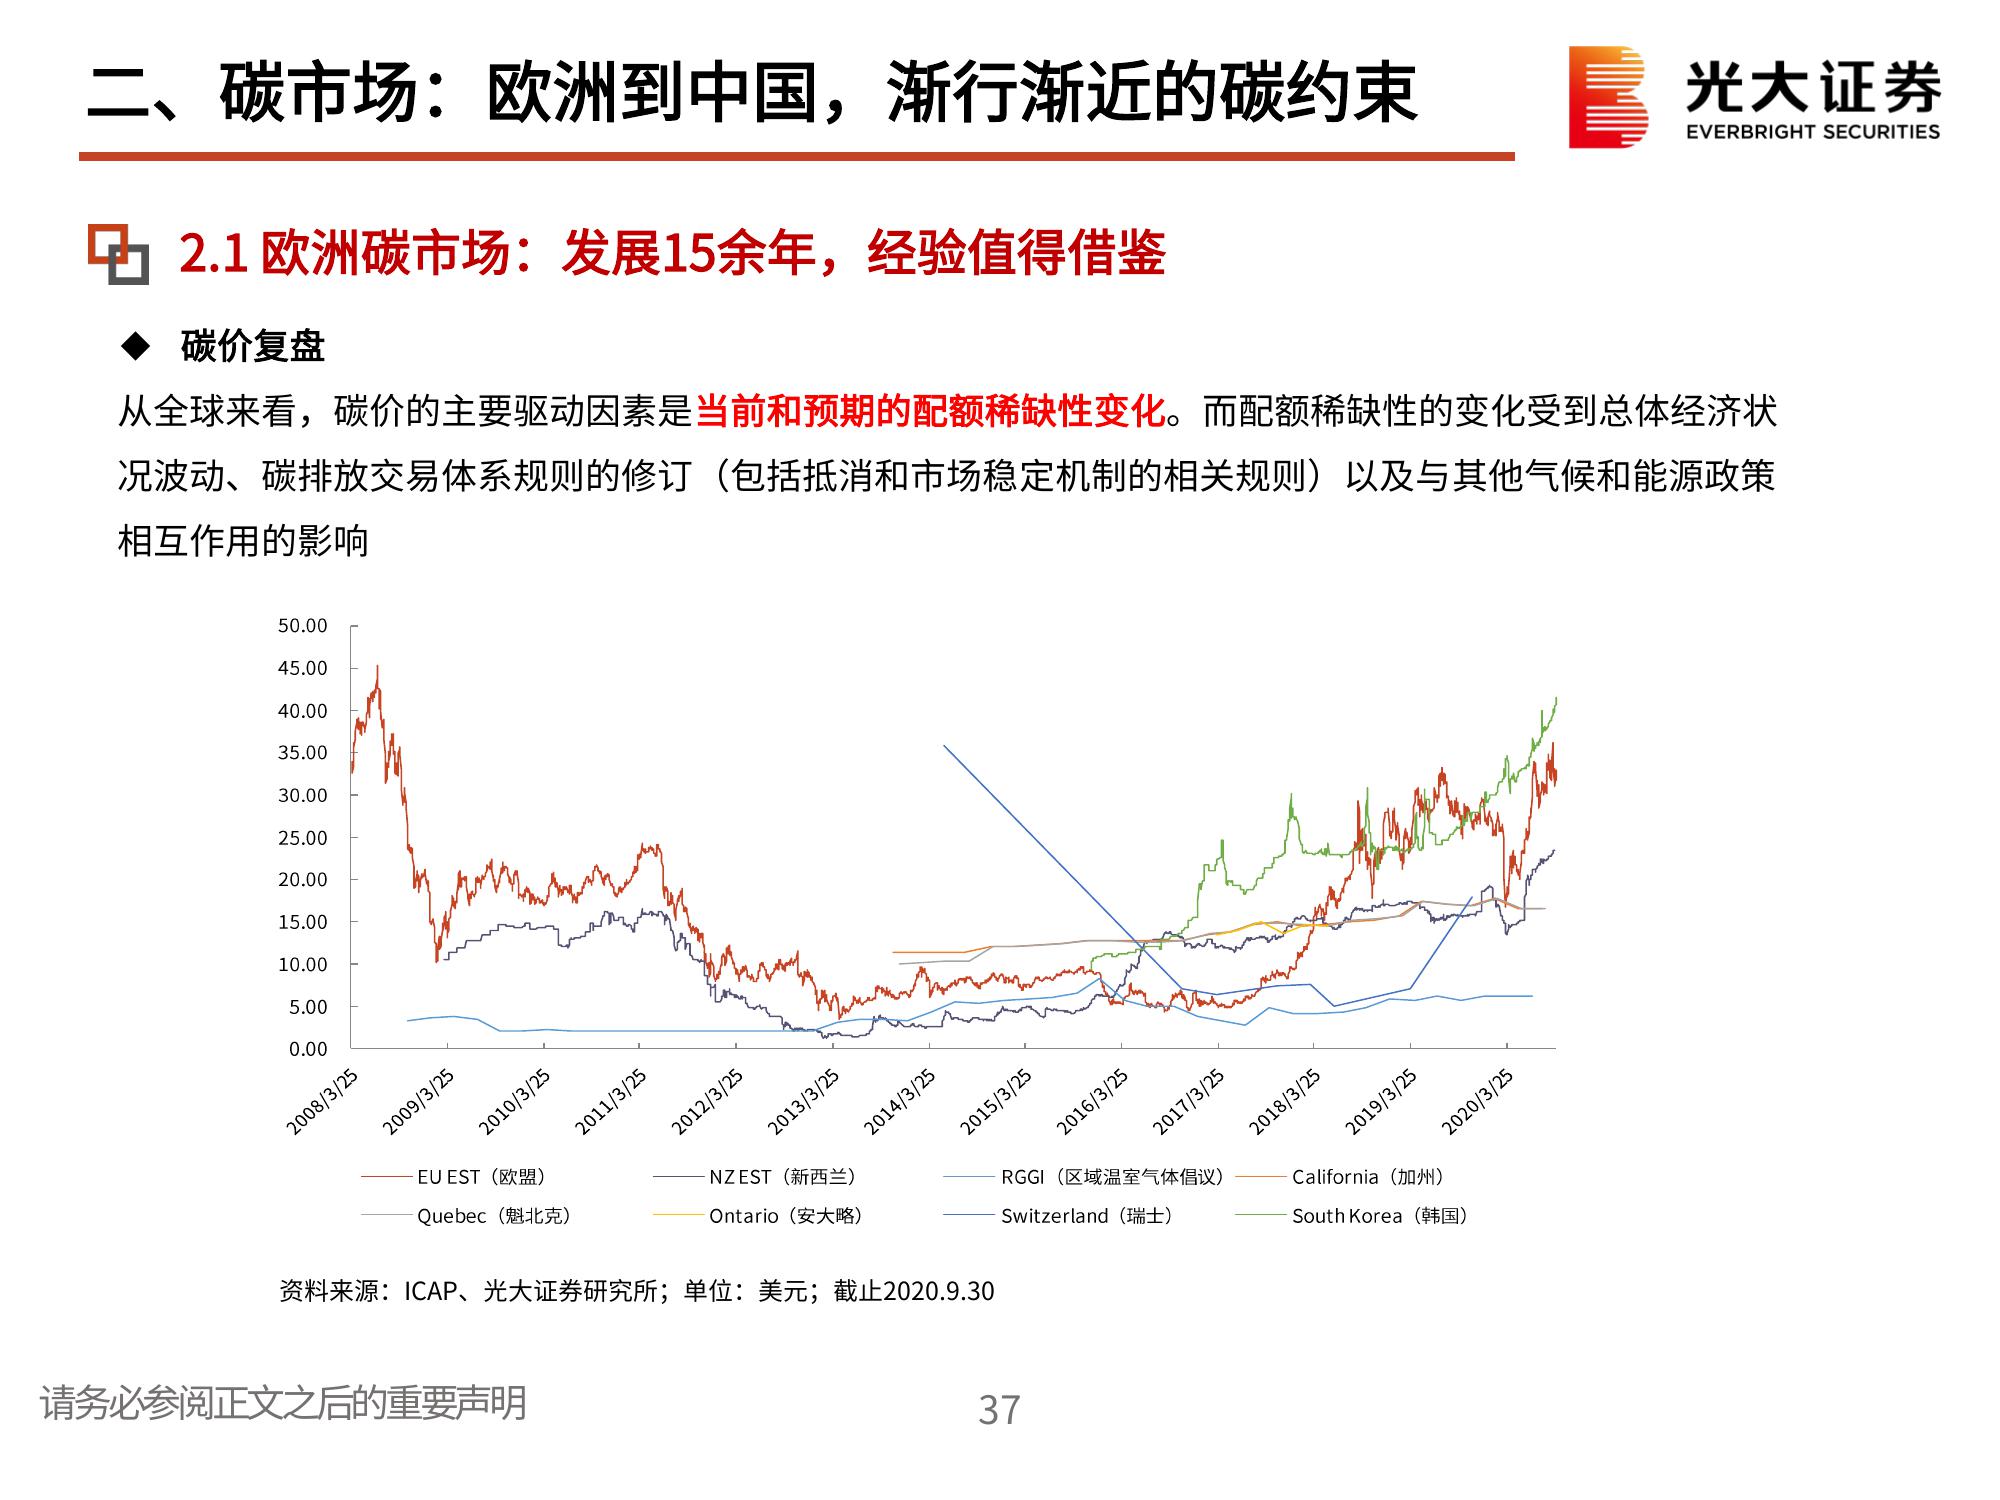 二、碳市场：欧洲到中国，渐行渐近的碳约束
光大证券
EVERBRIGHT SECURITIES
2.1 欧洲碳市场：发展15余年，经验值得借鉴
◆ 碳价复盘
从全球来看，碳价的主要驱动因素是当前和预期的配额稀缺性变化。而配额稀缺性的变化受到总体经济状
况波动、碳排放交易体系规则的修订（包括抵消和市场稳定机制的相关规则）以及与其他气候和能源政策
相互作用的影响
50.00
45.00
40.00
35.00
30.00
25.00
20.00
15.00
10.00
5.00
0.00
2008/3/25
2009/3/25
2010/3/25
2011/3/25
2012/3/25
2013/3/25
2014/3/25
2015/3/25
2016/3/25
2017/3/25
2018/3/25
2019/3/25
2020/3/25
EU EST（欧盟） NZ EST（新西兰） RGGI（区域温室气体倡议） California（加州）
Quebec（魁北克） Ontario（安大略） Switzerland（瑞士） South Korea（韩国）
资料来源：ICAP、光大证券研究所；单位：美元；截止2020.9.30
请务必参阅正文之后的重要声明
37